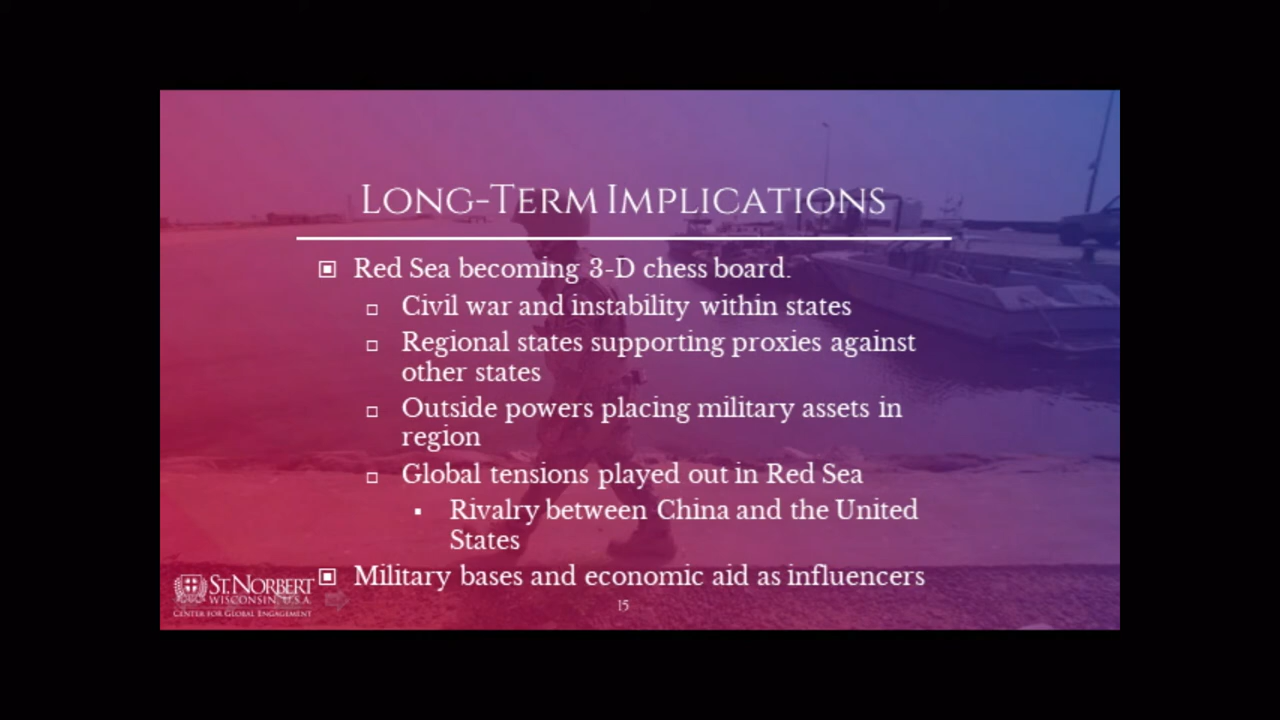 Long-Term Implications
Red Sea becoming 3-D chess board.
Civil war and instability within states
Regional states supporting proxies against
other states
Outside powers placing military assets in
region
Global tensions played out in Red Sea
Rivalry between China and the United
States
Military bases and economic aid as influencers
St. Norbert
Wisconsin, U.S.A.
Center for Global Engagement
15